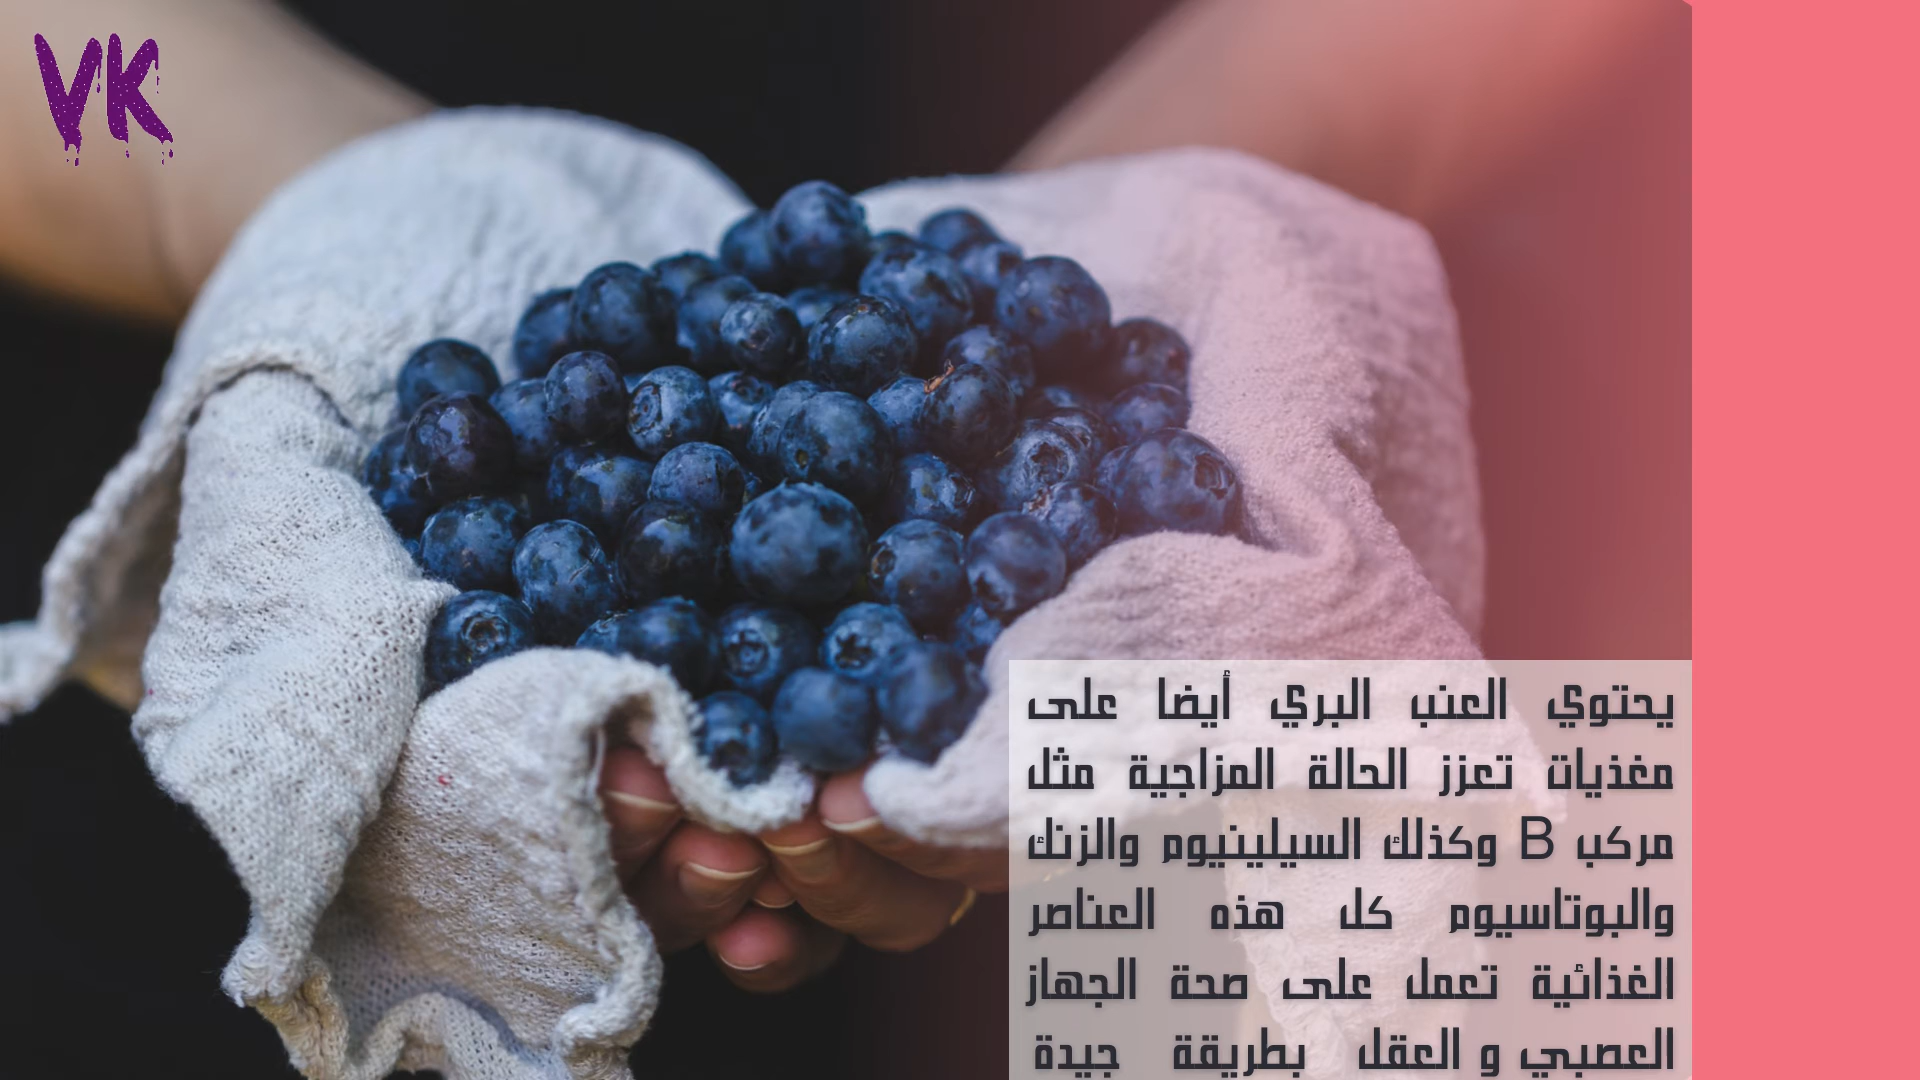 VK
يحتوي العنب البري أيضا على
مغذيات تعزز الحالة المزاجية مثل
مركب B وكذلك السيلينيوم والزنك
والبوتاسيوم كل هذه العناصر
الغذائية تعمل على صحة الجهاز
العصبي و العقل بطريقة جيدة